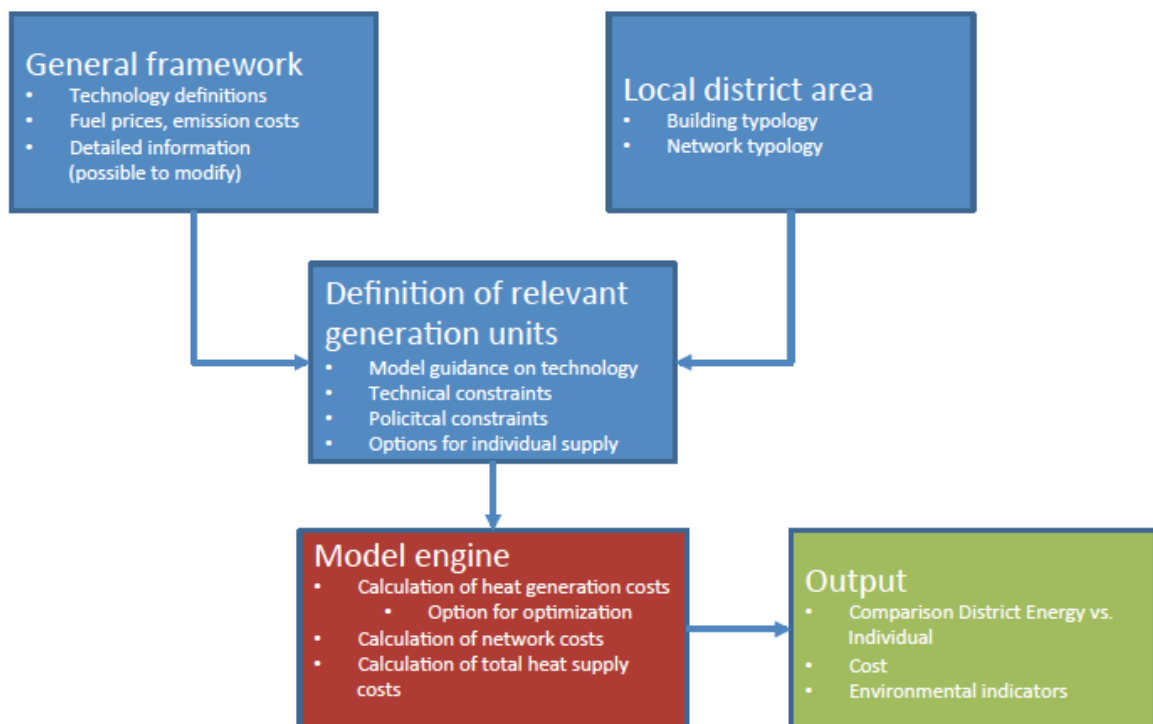 General framework
• Technology definitions
• Fuel prices, emission costs
• Detailed information
(possible to modify)
Local district area
• Building typology
• Network typology
Definition of relevant
generation units
• Model guidance on technology
• Technical constraints
• Policitcal constraints
• Options for individual supply
Model engine
• Calculation of heat generation costs
• Option for optimization
• Calculation of network costs
• Calculation of total heat supply
costs
Output
• Comparison District Energy vs.
Individual
• Cost
• Environmental indicators